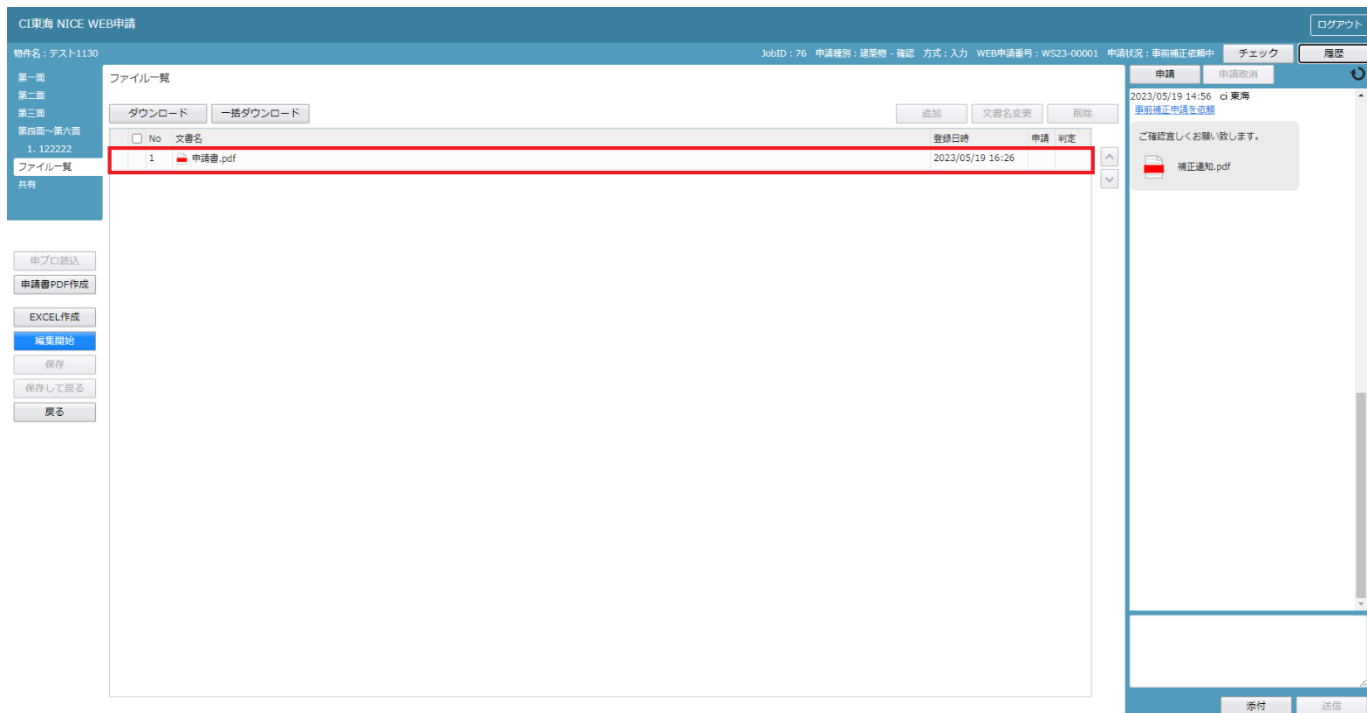 CI東海 NICE WEB申請
ログアウト
物件名：テスト1130
JobID：76 申請種別：建築物 - 確認 方式：入力 WEB申請番号：WS23-00001 申請状況：事前補正依頼中
チェック
履歴
第一面
第二面
第三面
第四面～第六面
1. 122222
ファイル一覧
共有
申プロ読込
申請書PDF作成
EXCEL作成
編集開始
保存
保存して戻る
戻る
ファイル一覧
ダウンロード
一括ダウンロード
追加
文書名変更
削除
No 文書名 登録日時 申請 判定
1 申請書.pdf 2023/05/19 16:26
申請
申請取消
2023/05/19 14:56 ci 東海
事前補正申請を依頼
ご確認宜しくお願い致します。
補正通知.pdf
添付
送信